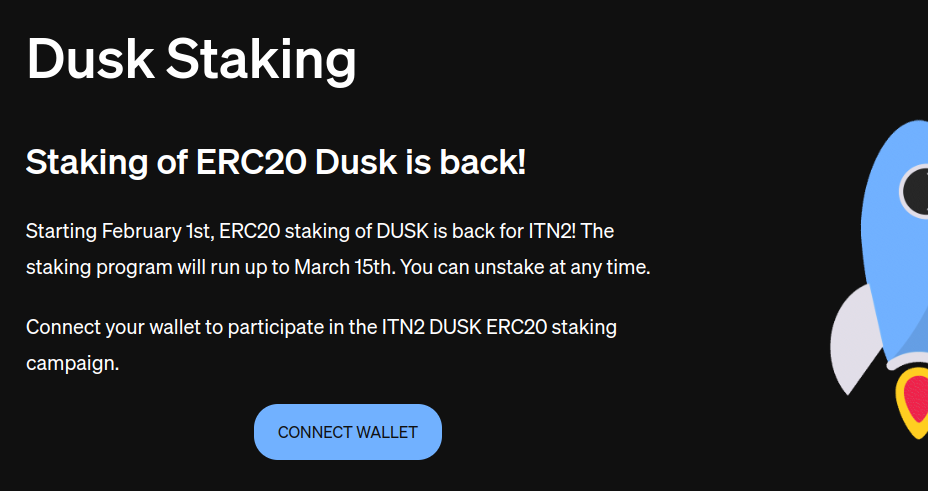 Dusk Staking
Staking of ERC20 Dusk is back!
Starting February 1st, ERC20 staking of DUSK is back for ITN2! The
staking program will run up to March 15th. You can unstake at any time.
Connect your wallet to participate in the ITN2 DUSK ERC20 staking
campaign.
CONNECT WALLET